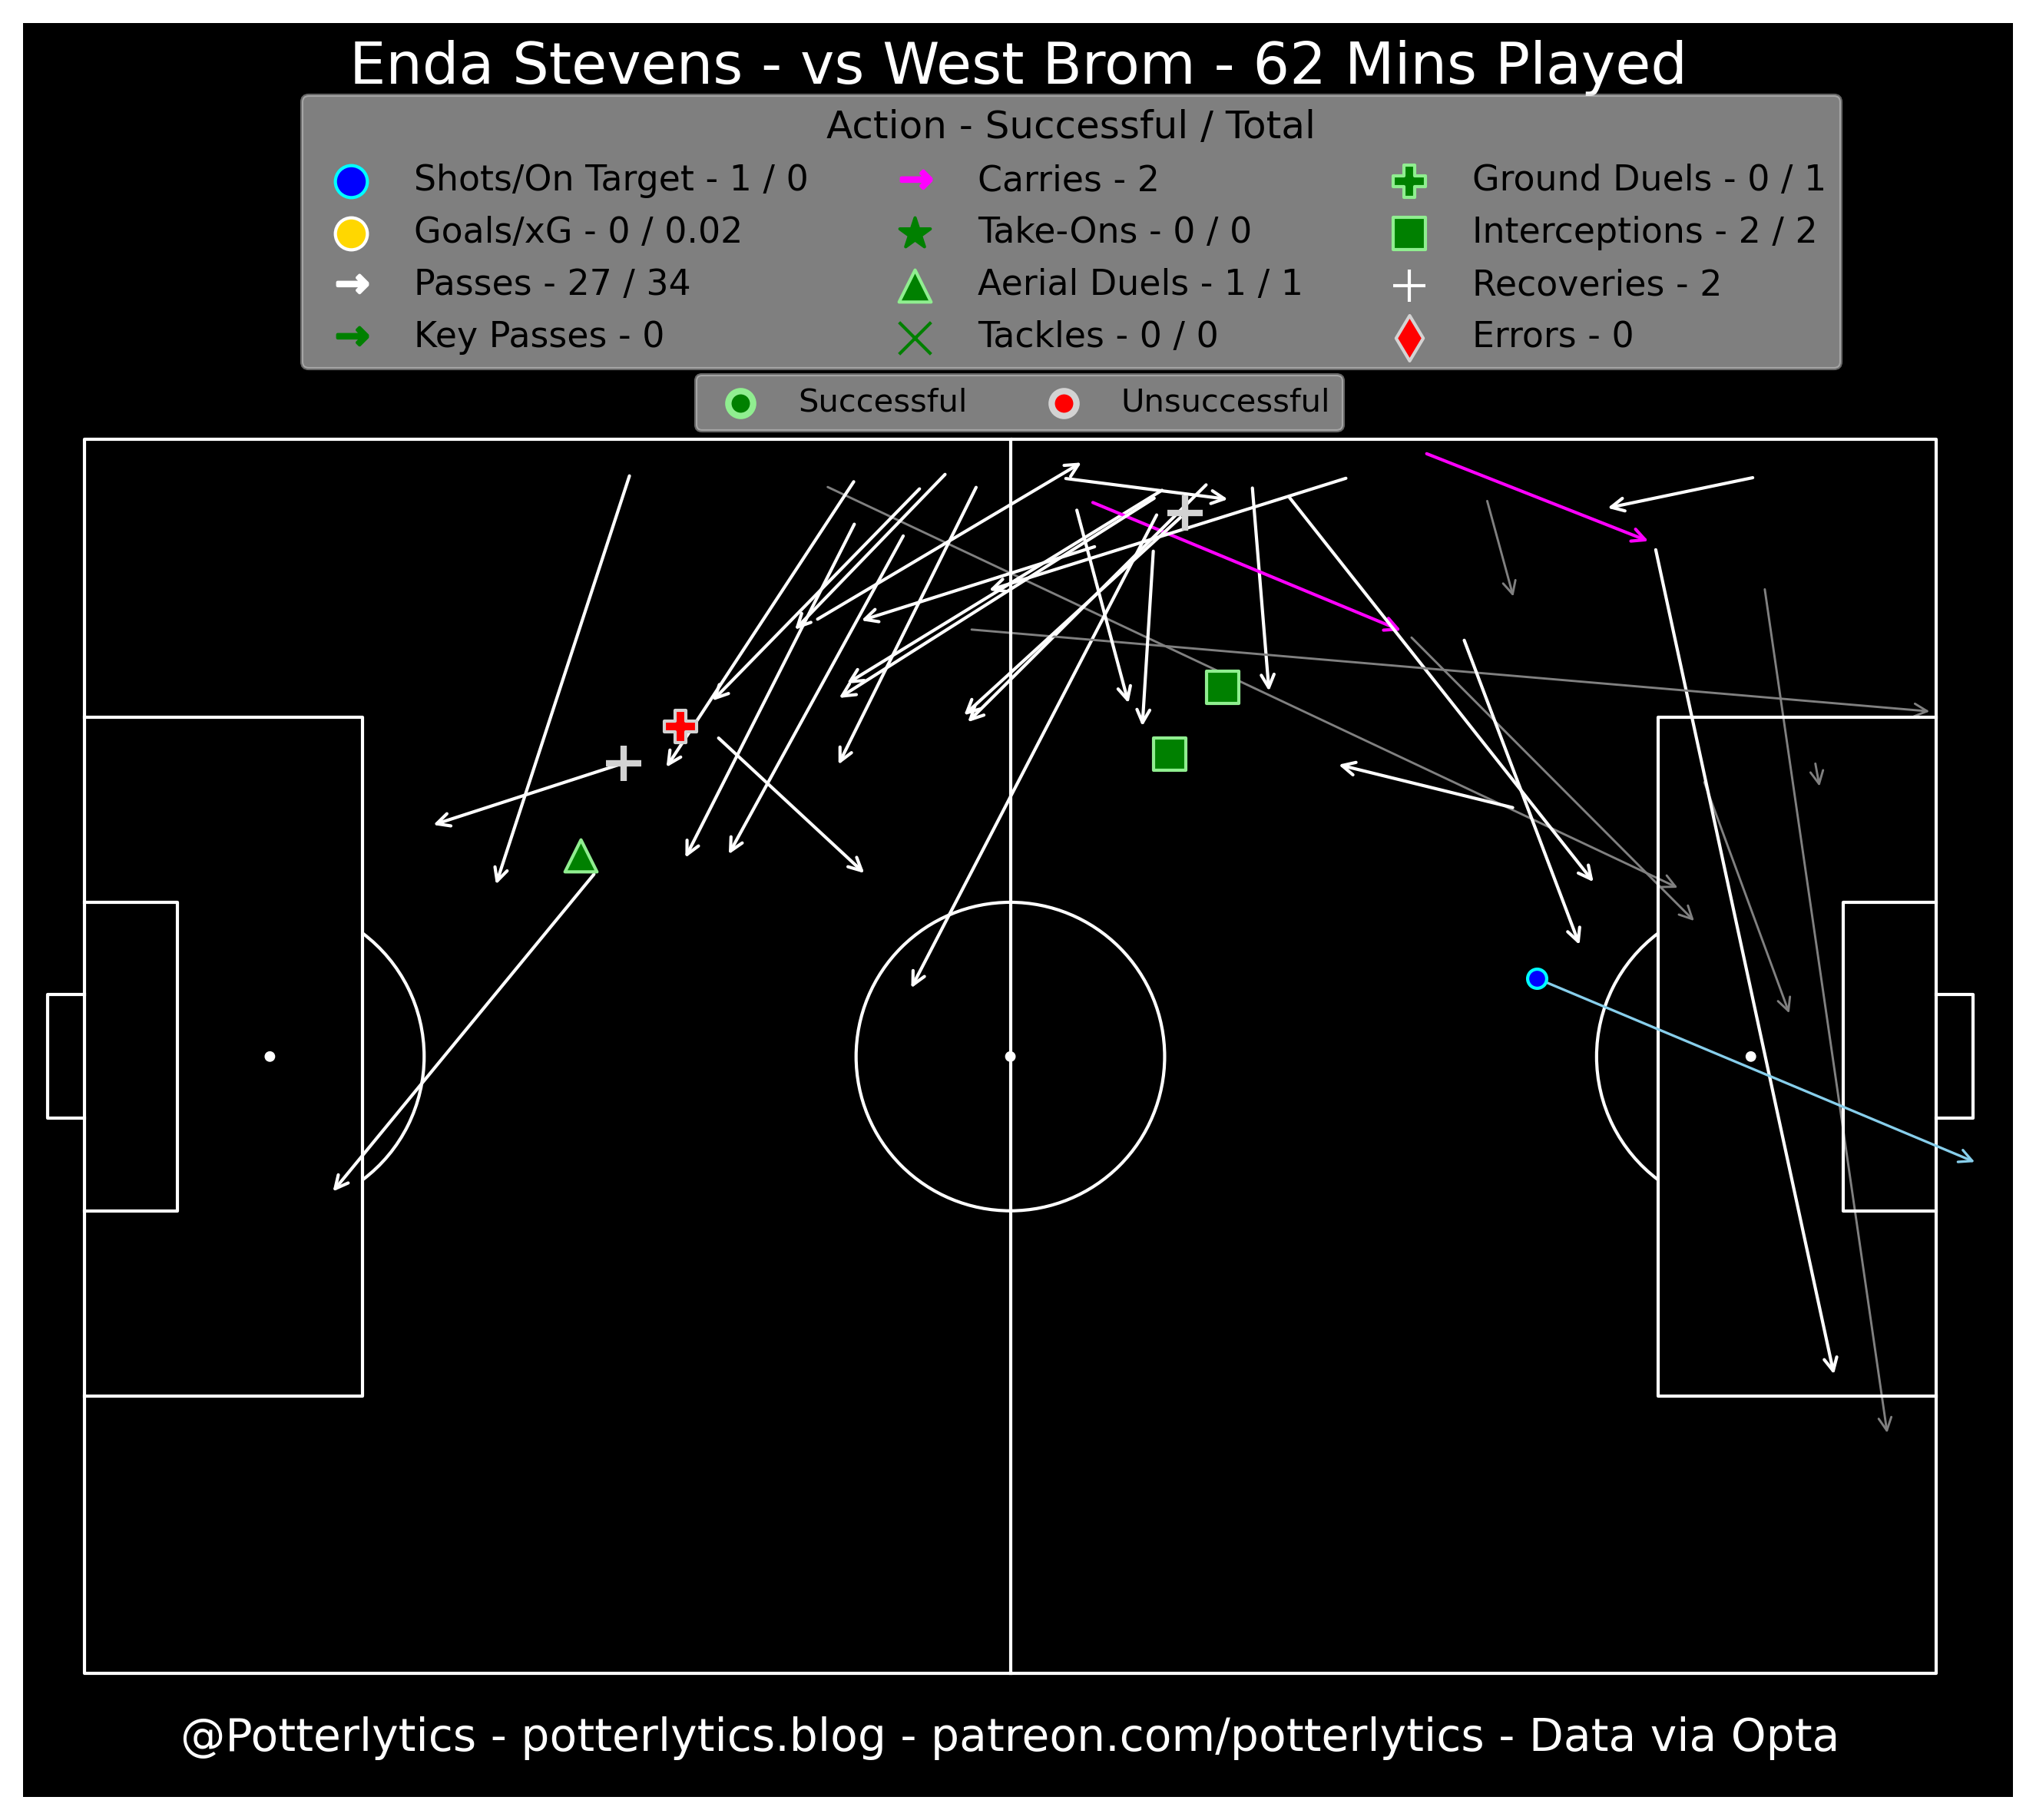 Enda Stevens - vs West Brom - 62 Mins Played
Action - Successful / Total
Shots/On Target - 1 / 0
Goals/xG - 0 / 0.02
Passes - 27 / 34
Key Passes - 0
Carries - 2
Take-Ons - 0 / 0
Aerial Duels - 1 / 1
Tackles - 0 / 0
Ground Duels - 0 / 1
Interceptions - 2 / 2
Recoveries - 2
Errors - 0
Successful
Unsuccessful
@Potterlytics - potterlytics.blog - patreon.com/potterlytics - Data via Opta